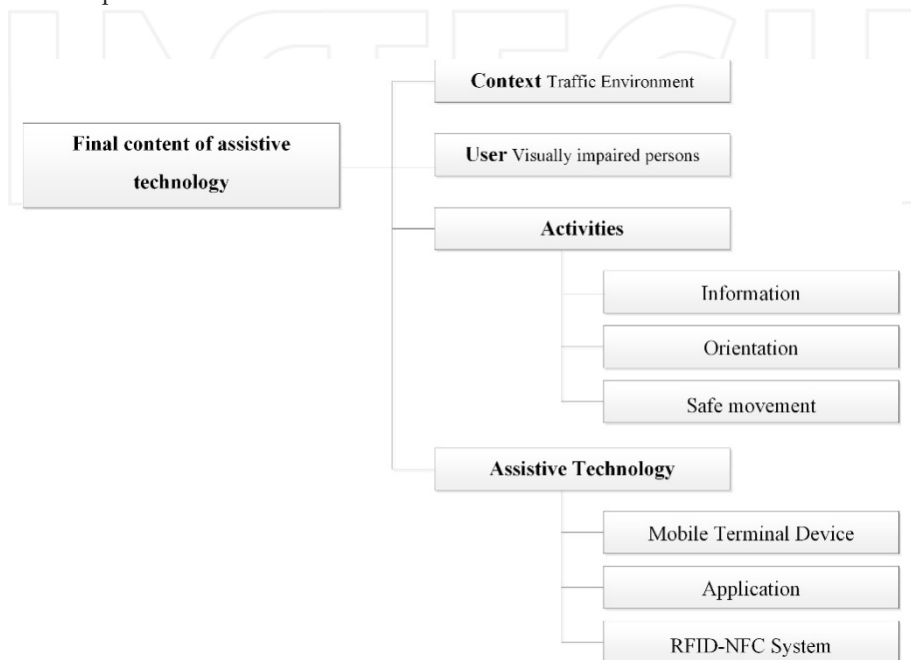 Final content of assistive
technology
Context Traffic Environment
User Visually impaired persons
Activities
Information
Orientation
Safe movement
Assistive Technology
Mobile Terminal Device
Application
RFID-NFC System